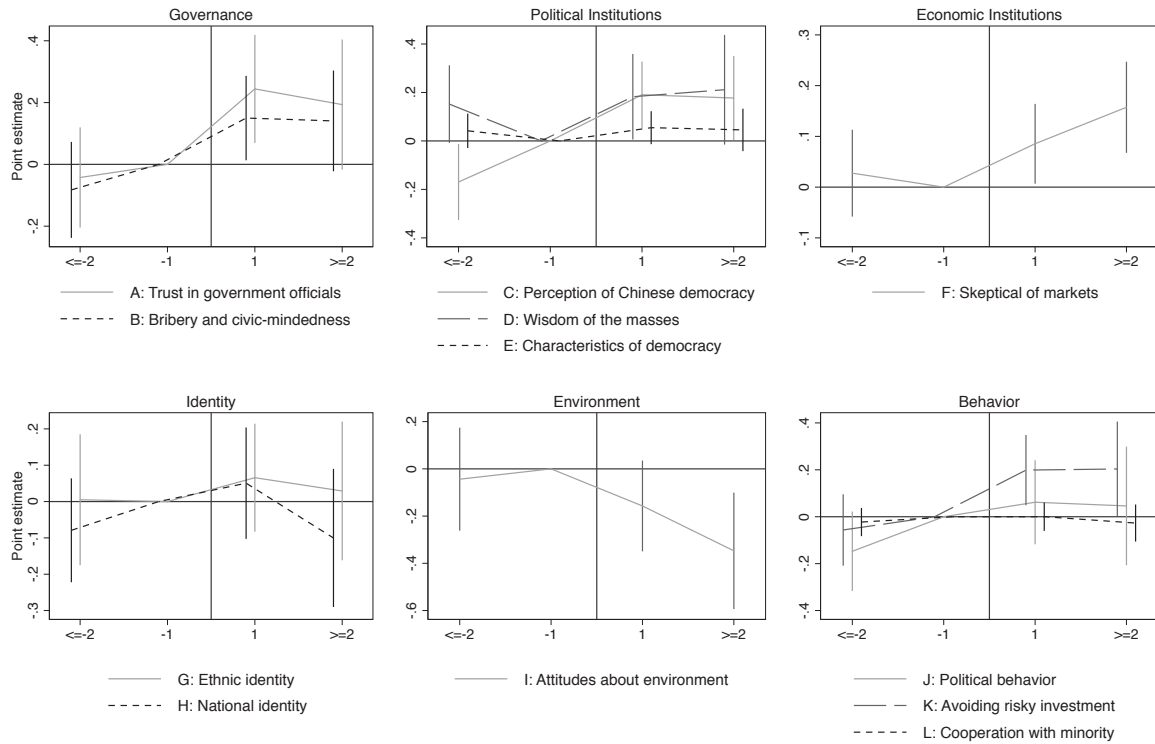 Governance
Point estimate
.4
.2
0
-.2
<=-2 -1 1 >=2
A: Trust in government officials
B: Bribery and civic-mindedness
Political Institutions
.4
.2
0
-.2
-.4
<=-2 -1 1 >=2
C: Perception of Chinese democracy
D: Wisdom of the masses
E: Characteristics of democracy
Economic Institutions
.3
.2
.1
0
-.1
<=-2 -1 1 >=2
F: Skeptical of markets
Identity
Point estimate
.2
.1
0
-.1
-.2
-.3
<=-2 -1 1 >=2
G: Ethnic identity
H: National identity
Environment
.2
0
-.2
-.4
-.6
<=-2 -1 1 >=2
I: Attitudes about environment
Behavior
.4
.2
0
-.2
-.4
<=-2 -1 1 >=2
J: Political behavior
K: Avoiding risky investment
L: Cooperation with minority